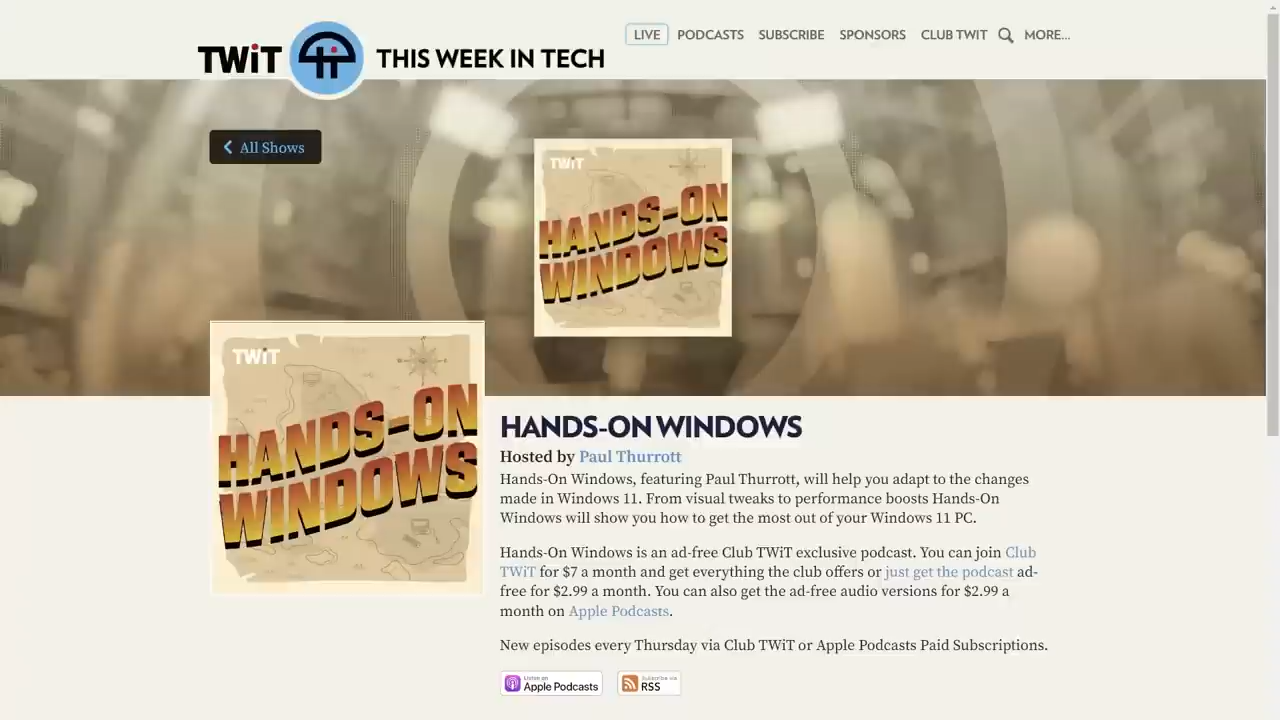 TWiT
THIS WEEK IN TECH
LIVE
PODCASTS
SUBSCRIBE
SPONSORS
CLUB TWIT
MORE...
All Shows
TWiT
HANDS-ON
WINDOWS
TWiT
HANDS-ON
WINDOWS
HANDS-ON WINDOWS
Hosted by Paul Thurrott
Hands-On Windows, featuring Paul Thurrott, will help you adapt to the changes
made in Windows 11. From visual tweaks to performance boosts Hands-On
Windows will show you how to get the most out of your Windows 11 PC.
Hands-On Windows is an ad-free Club TWiT exclusive podcast. You can join Club
TWiT for $7 a month and get everything the club offers or just get the podcast ad-
free for $2.99 a month. You can also get the ad-free audio versions for $2.99 a
month on Apple Podcasts.
New episodes every Thursday via Club TWiT or Apple Podcasts Paid Subscriptions.
Listen on
Apple Podcasts
Subscribe via
RSS